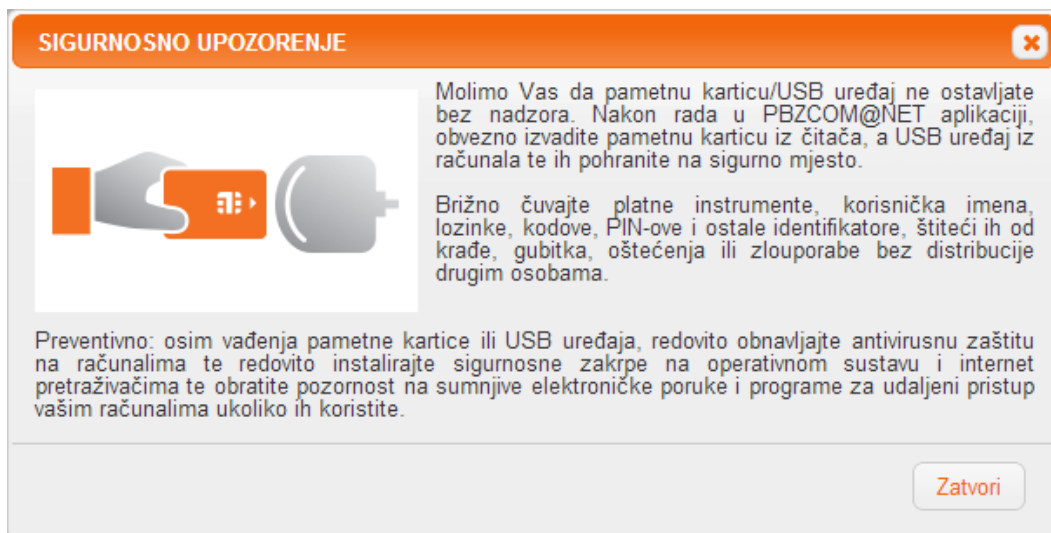 SIGURNOSNO UPOZORENJE
Molimo Vas da pametnu karticu/USB uređaj ne ostavljate
bez nadzora. Nakon rada u PBZCOM@NET aplikaciji,
obvezno izvadite pametnu karticu iz čitača, a USB uređaj iz
računala te ih pohranite na sigurno mjesto.
Brižno čuvajte platne instrumente, korisnička imena,
lozinke, kodove, PIN-ove i ostale identifikatore, štiteći ih od
krađe, gubitka, oštećenja ili zlouporabe bez distribucije
drugim osobama.
Preventivno: osim vađenja pametne kartice ili USB uređaja, redovito obnavljajte antivirusnu zaštitu
na računalima te redovito instalirajte sigurnosne zakrpe na operativnom sustavu i internet
pretraživačima te obratite pozornost na sumnjive elektroničke poruke i programe za udaljeni pristup
vašim računalima ukoliko ih koristite.
Zatvori